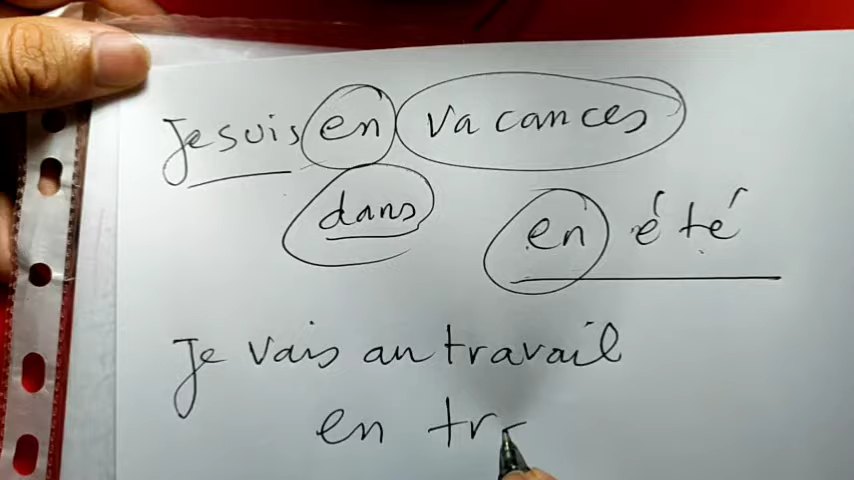 Je suis en vacances
dans en été
Je vais au travail
en tr